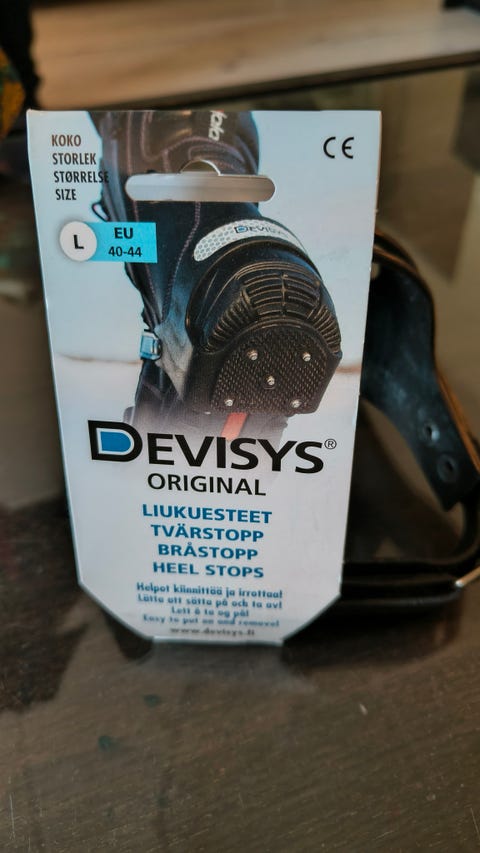 KOKO
STORLEK
STØRRELSE
SIZE
CE
L
EU
40-44
DEVISYS
DEVISYS®
ORIGINAL
LIUKUESTEET
TVÄRSTOPP
BRÅSTOPP
HEEL STOPS
Helpot kiinnittää ja irrottaa!
Lätta att sätta på och ta av!
Lett å ta og på!
Easy to put on and remove!
www.devisys.fi